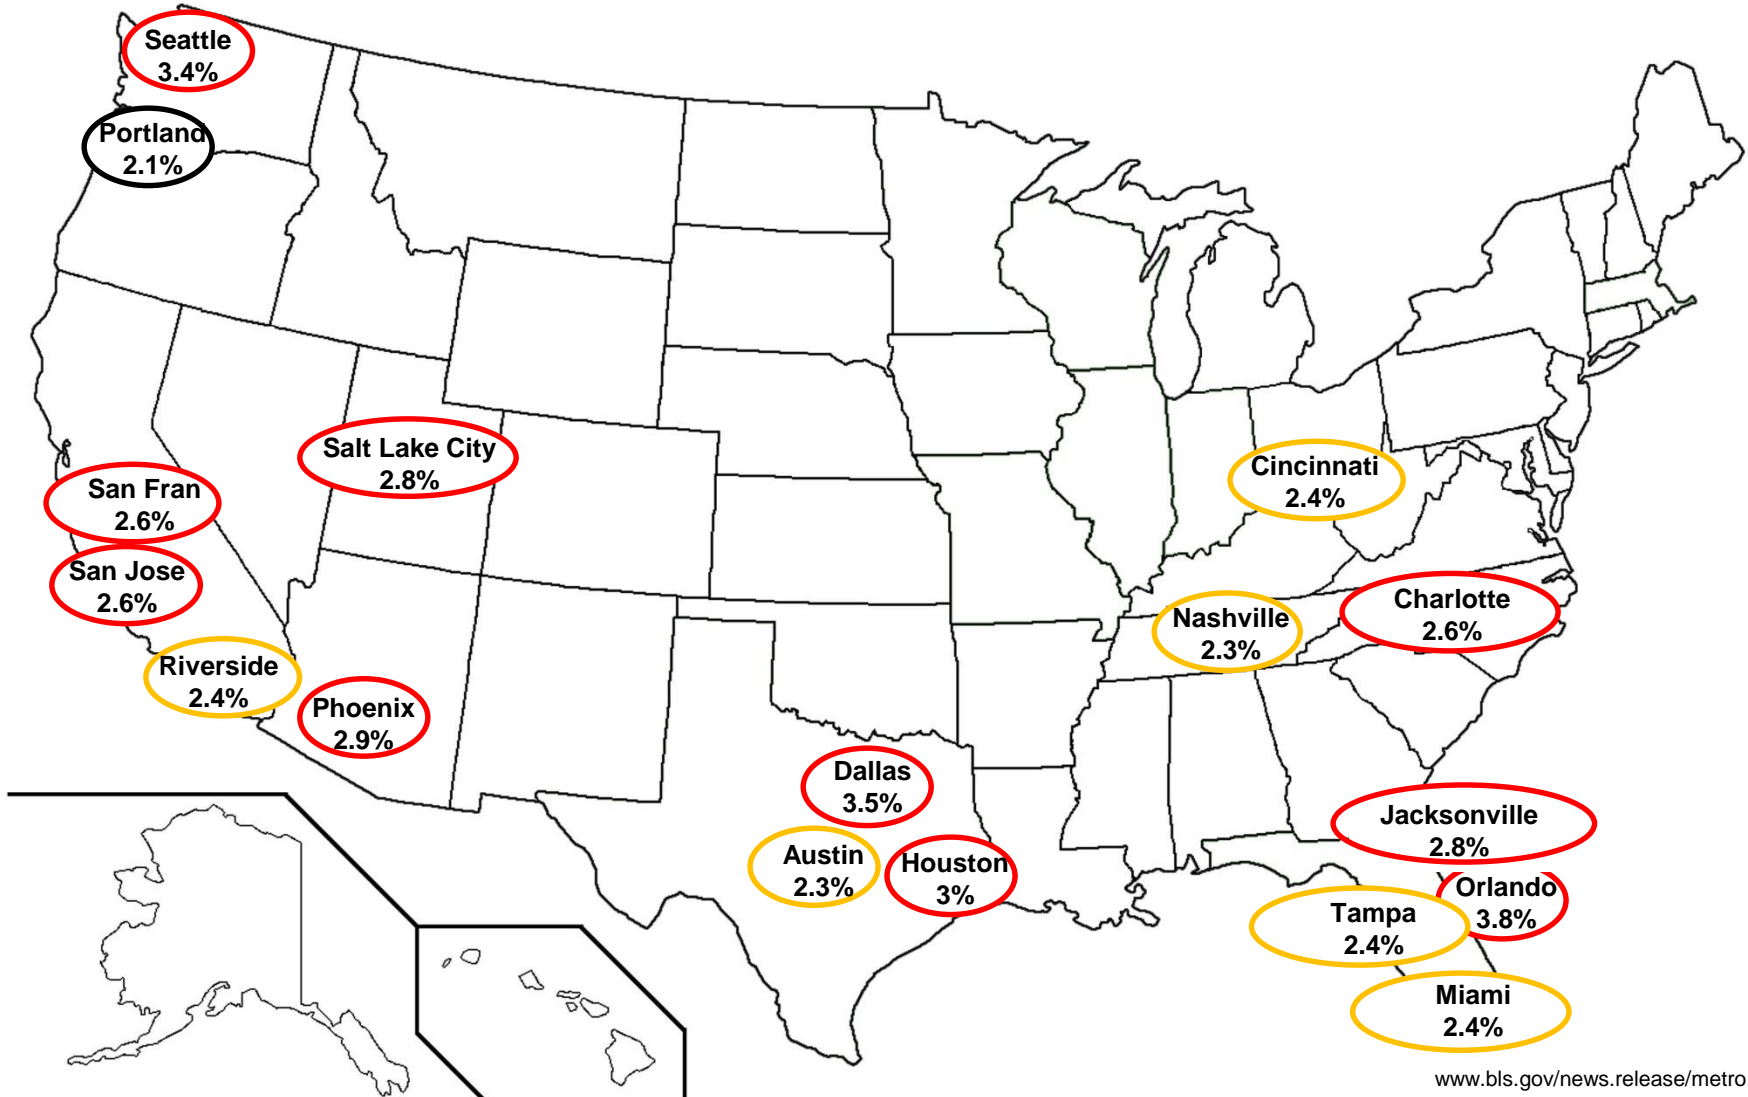 Seattle
3.4%
Portland
2.1%
Salt Lake City
2.8%
San Fran
2.6%
San Jose
2.6%
Riverside
2.4%
Phoenix
2.9%
Cincinnati
2.4%
Nashville
2.3%
Charlotte
2.6%
Dallas
3.5%
Austin
2.3%
Houston
3%
Jacksonville
2.8%
Orlando
3.8%
Tampa
2.4%
Miami
2.4%
www.bls.gov/news.release/metro